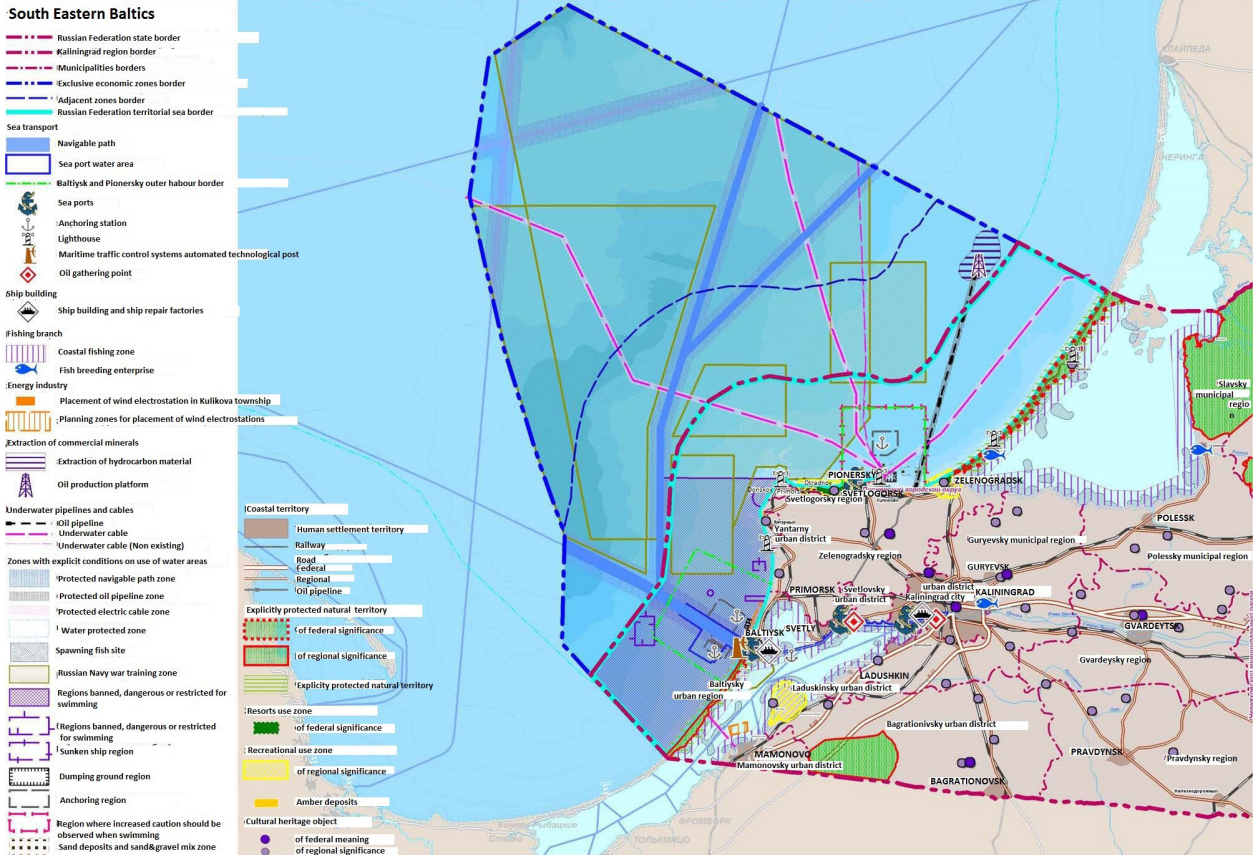 South Eastern Baltics
Russian Federation state border
Kaliningrad region border
Municipalities borders
Exclusive economic zones border
Adjacent zones border
Russian Federation territorial sea border
Sea transport
Navigable path
Sea port water area
Baltiysk and Pionersky outer habour border
Sea ports
Anchoring station
Lighthouse
Maritime traffic control systems automated technological post
Oil gathering point
Ship building
Ship building and ship repair factories
Fishing branch
Coastal fishing zone
Fish breeding enterprise
Energy industry
Placement of wind electrostation in Kulikova township
Planning zones for placement of wind electrostations
Extraction of commercial minerals
Extraction of hydrocarbon material
Oil production platform
Underwater pipelines and cables
Oil pipeline
Underwater cable
Underwater cable (Non existing)
Zones with explicit conditions on use of water areas
Protected navigable path zone
Protected oil pipeline zone
Protected electric cable zone
Water protected zone
Spawning fish site
Russian Navy war training zone
Regions banned, dangerous or restricted for
swimming
Regions banned, dangerous or restricted
for swimming
Sunken ship region
Dumping ground region
Anchoring region
Region where increased caution should be
observed when swimming
Sand deposits and sand&gravel mix zone
Coastal territory
Human settlement territory
Railway
Road
Federal
Regional
Oil pipeline
Explicitly protected natural territory
of federal significance
of regional significance
Explicity protected natural territory
Resorts use zone
of federal significance
Recreational use zone
of regional significance
Amber deposits
Cultural heritage object
of federal meaning
of regional significance
КЛАЙПЕДА
НЕРИНГА
Slavsky
municipal
regio
n
PIONERSK
Otradnoy
Donskoy
Primors
SVETLOGORSK
Svetlogorsky region
ZELENOGRADSK
Yantarny
urban district
POLESSK
Guryevsky municipal region
Polessky municipal region
Zelenogradsky region
GURYEVSK
PRIMORSK
Svetlovsky
urban district
urban district
Kaliningrad city
KALININGRAD
GVARDEYTSK
BALTIYSK
SVETLY
Gvardeysky region
LADUSHKIN
Baltiysky
urban region
Laduskinsky urban district
Bagrationivsky urban district
MAMONOVO
Mamonovsky urban district
PRAVDYNSK
Pravdynsky region
BAGRATIONOVSK
Железнодорожный
ФРОМБОРК
ТОЛЬКМИЦКО